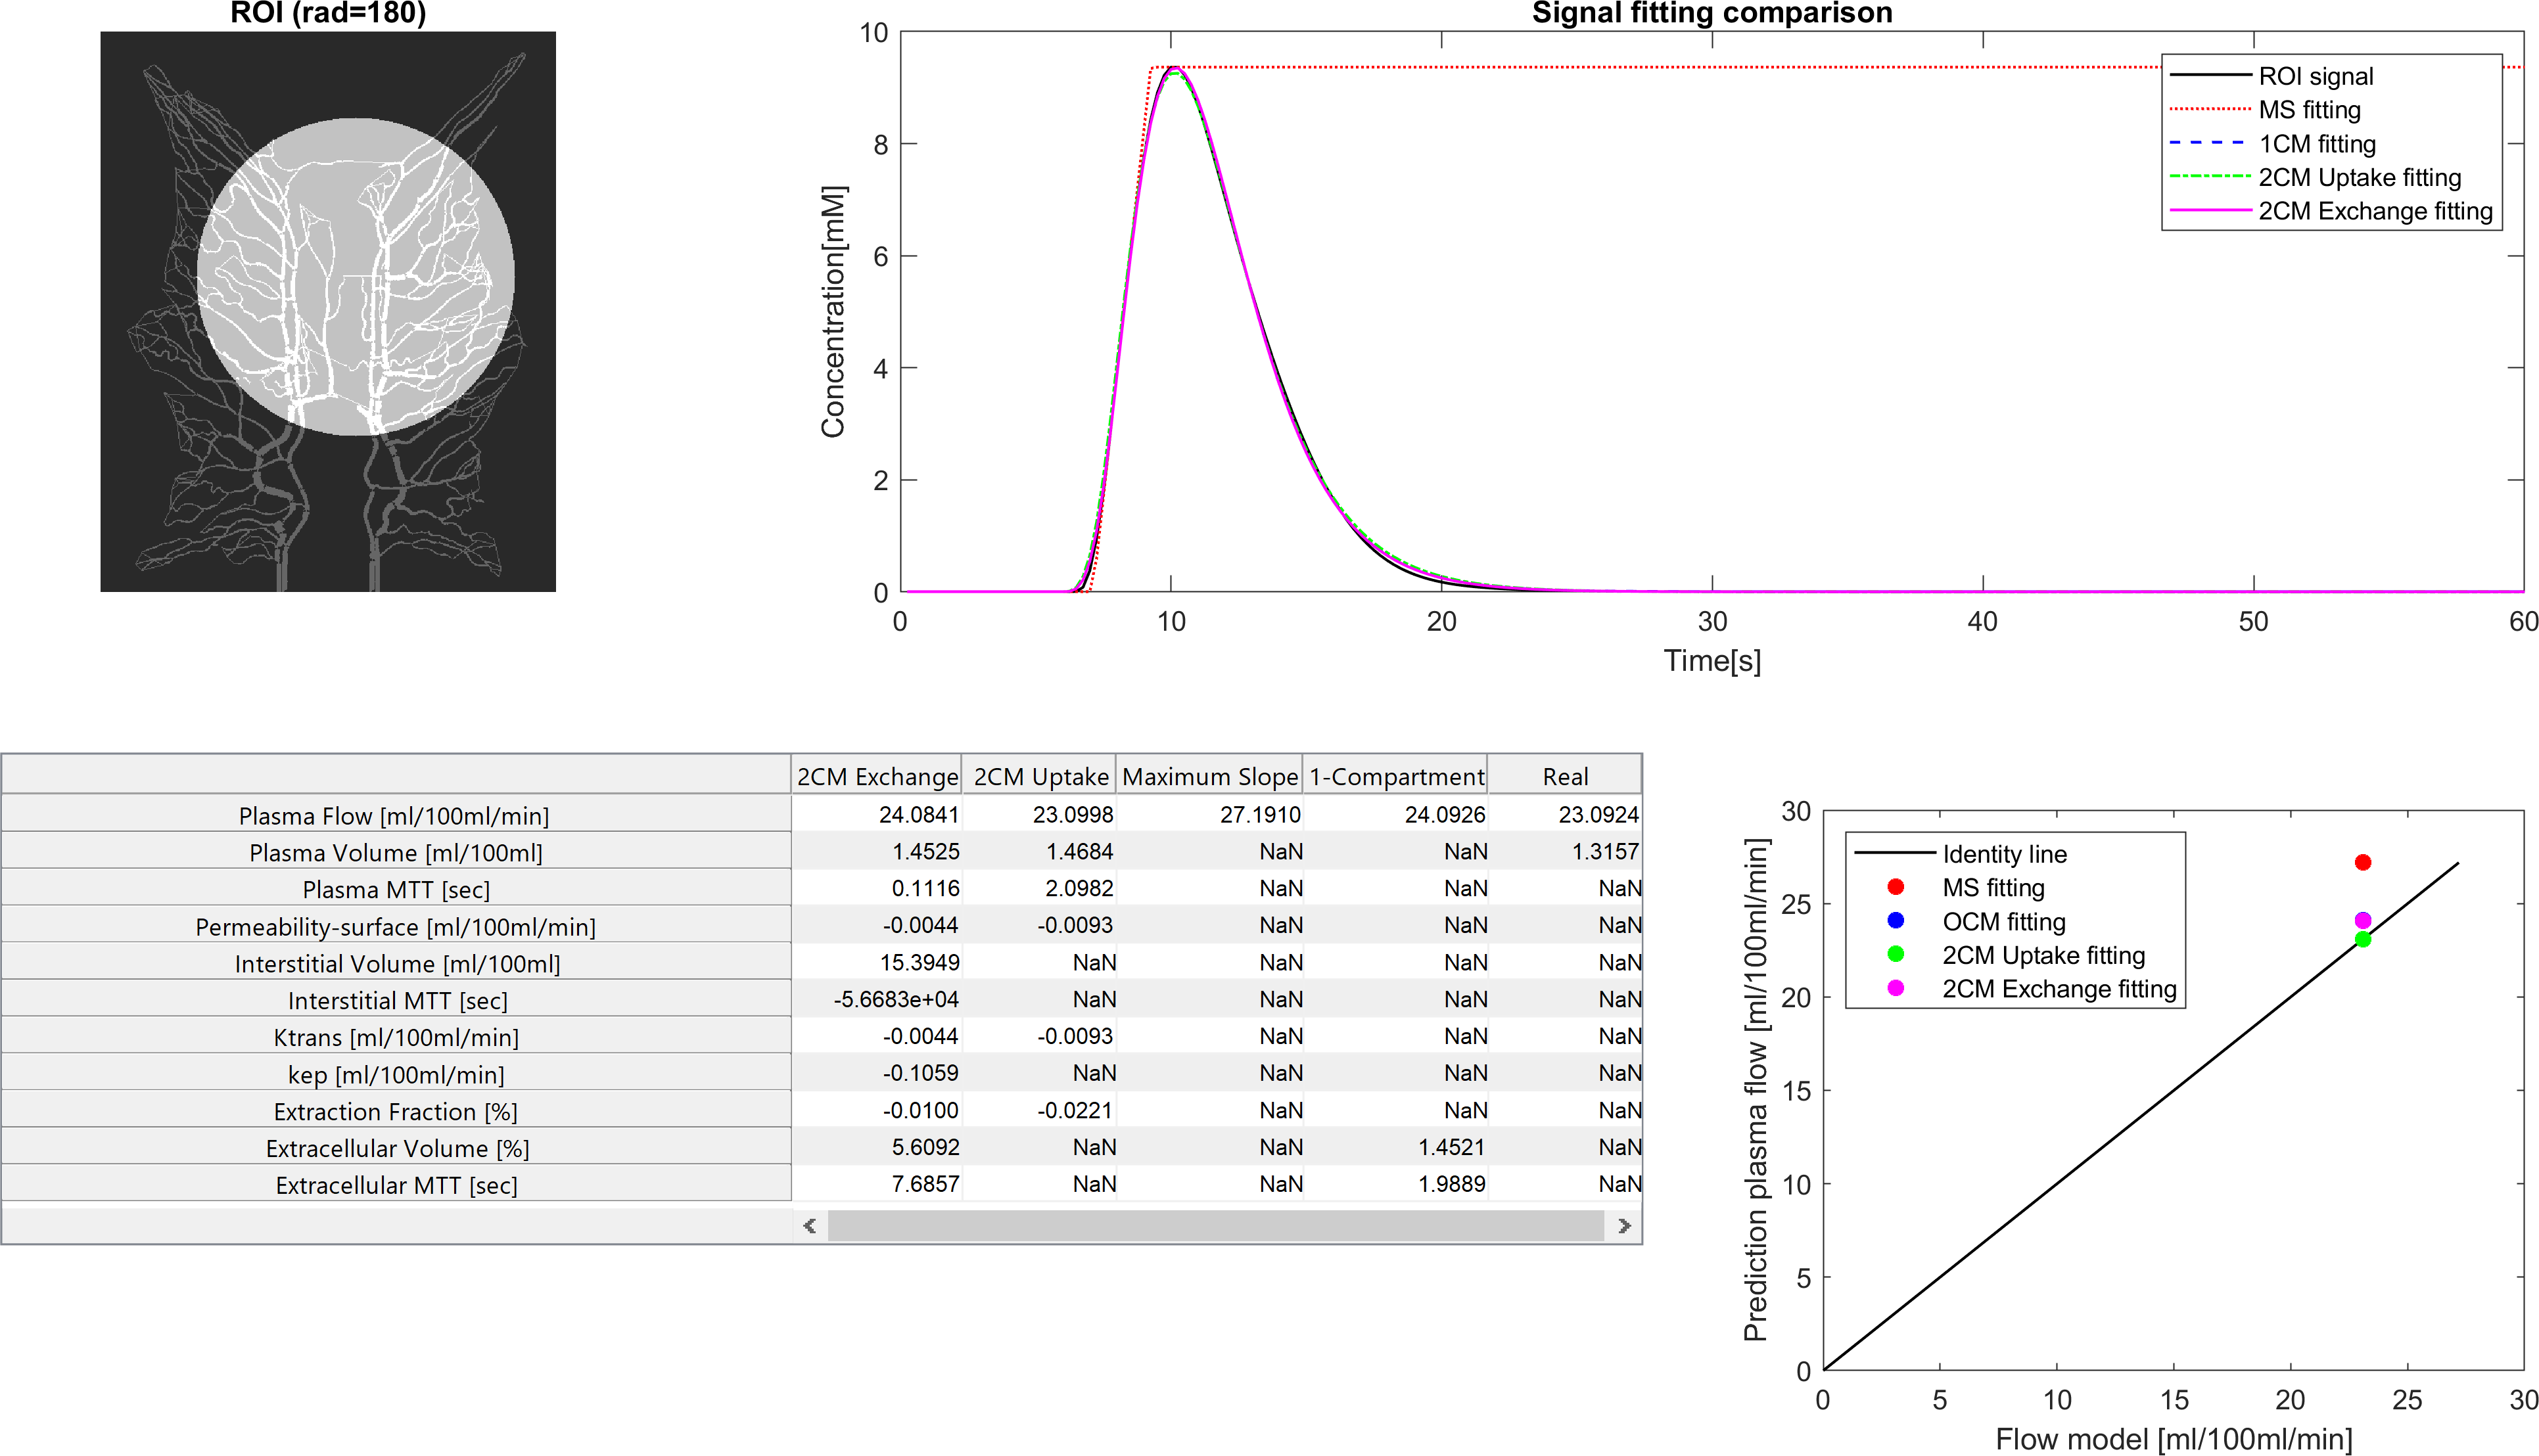 ROI (rad=180)
Signal fitting comparison
Concentration[mM]
10
8
6
4
2
0
0 10 20 30 40 50 60
Time[s]
ROI signal
MS fitting
1CM fitting
2CM Uptake fitting
2CM Exchange fitting
2CM Exchange 2CM Uptake Maximum Slope 1-Compartment Real
Plasma Flow [ml/100ml/min] 24.0841 23.0998 27.1910 24.0926 23.0924
Plasma Volume [ml/100ml] 1.4525 1.4684 NaN NaN 1.3157
Plasma MTT [sec] 0.1116 2.0982 NaN NaN NaN
Permeability-surface [ml/100ml/min] -0.0044 -0.0093 NaN NaN NaN
Interstitial Volume [ml/100ml] 15.3949 NaN NaN NaN NaN
Interstitial MTT [sec] -5.6683e+04 NaN NaN NaN NaN
Ktrans [ml/100ml/min] -0.0044 -0.0093 NaN NaN NaN
kep [ml/100ml/min] -0.1059 NaN NaN NaN NaN
Extraction Fraction [%] -0.0100 -0.0221 NaN NaN NaN
Extracellular Volume [%] 5.6092 NaN NaN 1.4521 NaN
Extracellular MTT [sec] 7.6857 NaN NaN 1.9889 NaN
Prediction plasma flow [ml/100ml/min]
30
25
20
15
10
5
0
0 5 10 15 20 25 30
Flow model [ml/100ml/min]
Identity line
MS fitting
OCM fitting
2CM Uptake fitting
2CM Exchange fitting